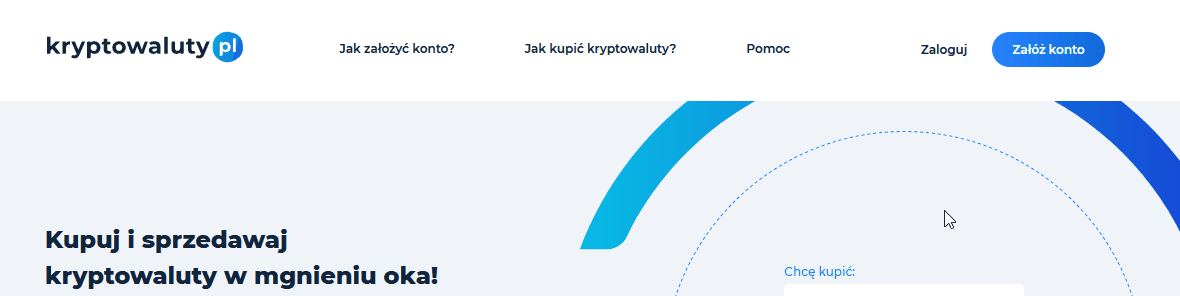 kryptowaluty pl
Jak założyć konto?
Jak kupić kryptowaluty?
Pomoc
Zaloguj
Załóż konto
Kupuj i sprzedawaj
kryptowaluty w mgnieniu oka!
Chcę kupić: